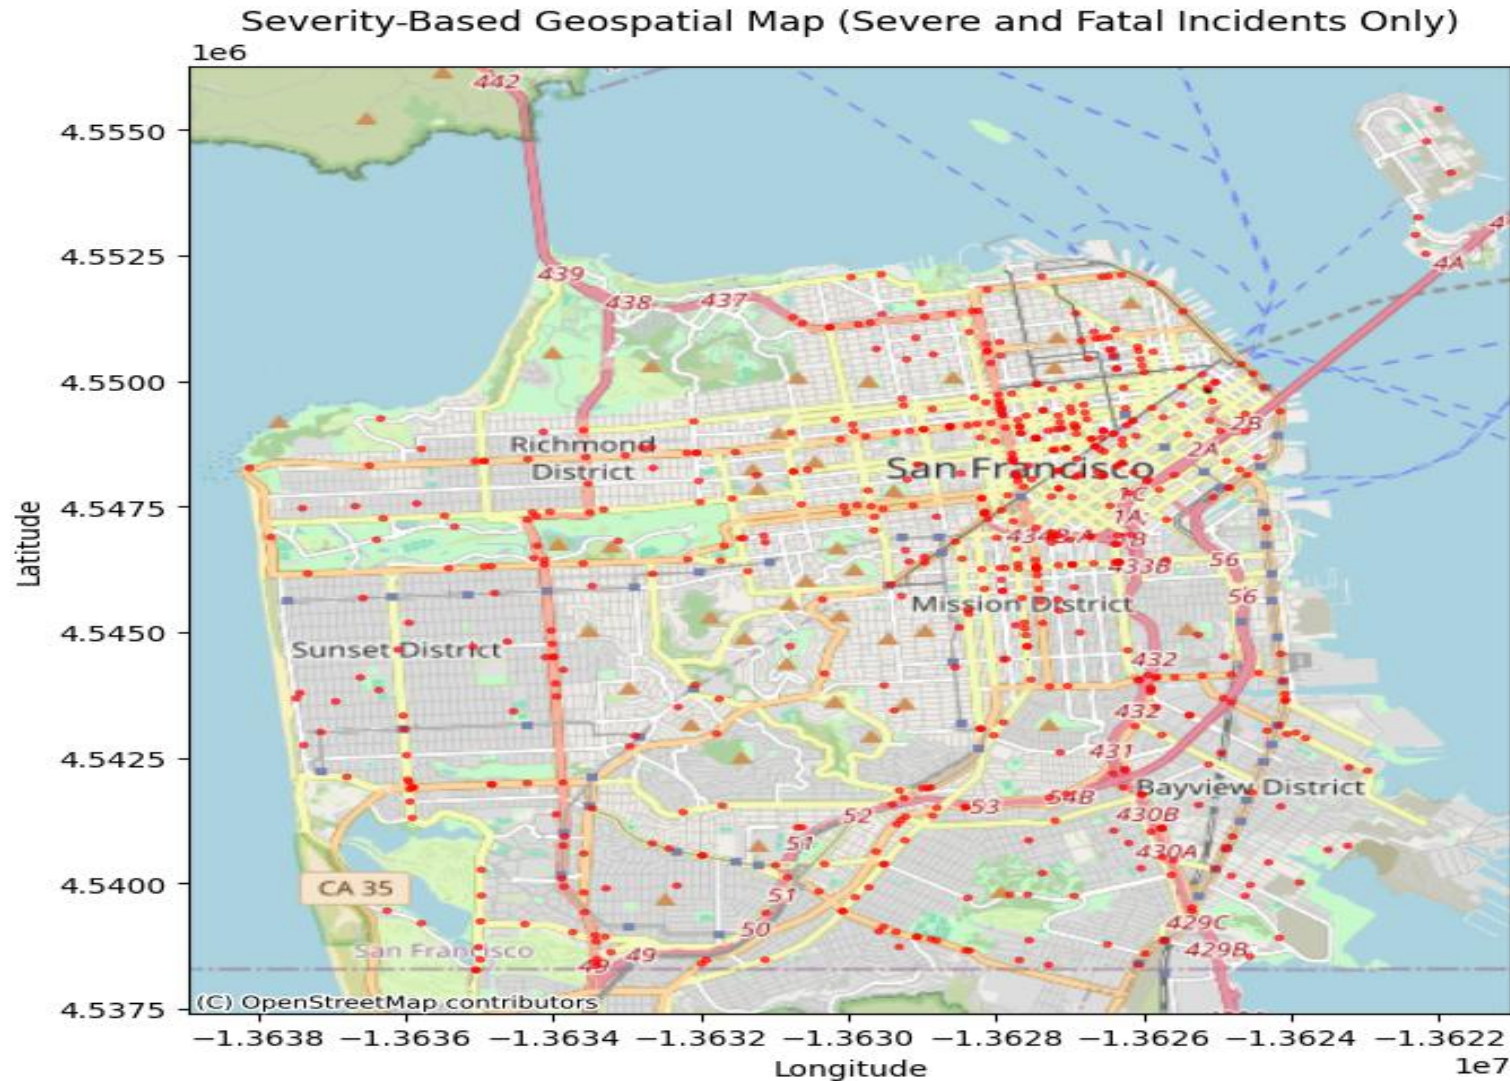 Severity-Based Geospatial Map (Severe and Fatal Incidents Only)
1e6
4.5550
4.5525
4.5500
4.5475
4.5450
4.5425
4.5400
4.5375
Latitude
442
439
438
437
4A
Richmond
District
San Francisco
2B
2A
1C
1A
433B
56
56
Mission District
Sunset District
432
432
431
Bayview District
54B
53
52
51
51
50
49
49
430B
430A
429C
429B
CA 35
San Francisco
(C) OpenStreetMap contributors
−1.3638
−1.3636
−1.3634
−1.3632
−1.3630
−1.3628
−1.3626
−1.3624
−1.3622
1e7
Longitude